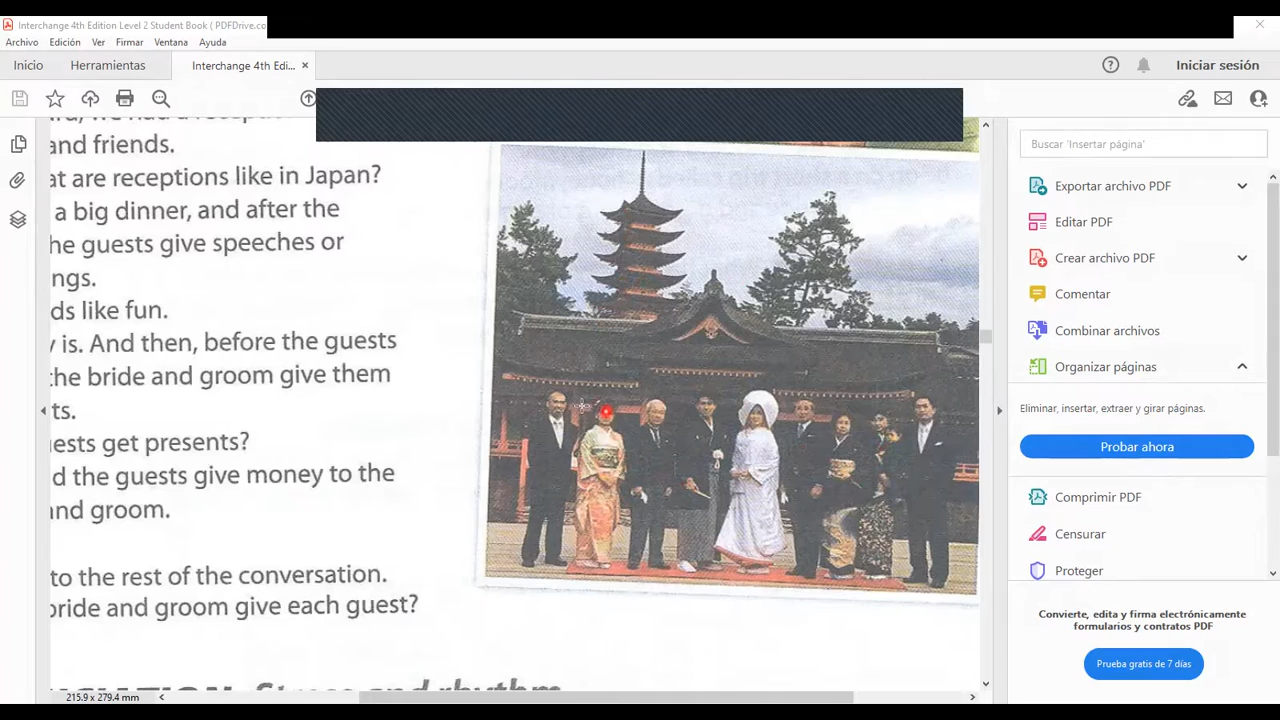 Interchange 4th Edition Level 2 Student Book ( PDFDrive.co
Archivo Edición Ver Firmar Ventana Ayuda
Inicio Herramientas Interchange 4th Edi... ×
Iniciar sesión
and friends.
at are receptions like in Japan?
a big dinner, and after the
he guests give speeches or
ngs.
ds like fun.
y is. And then, before the guests
the bride and groom give them
ts.
uests get presents?
d the guests give money to the
and groom.
to the rest of the conversation.
bride and groom give each guest?
Stress and rhythm
215.9 x 279.4 mm
Buscar 'Insertar página'
Exportar archivo PDF
Editar PDF
Crear archivo PDF
Comentar
Combinar archivos
Organizar páginas
Eliminar, insertar, extraer y girar páginas.
Probar ahora
Comprimir PDF
Censurar
Proteger
Convierte, edita y firma electrónicamente
formularios y contratos PDF
Prueba gratis de 7 días